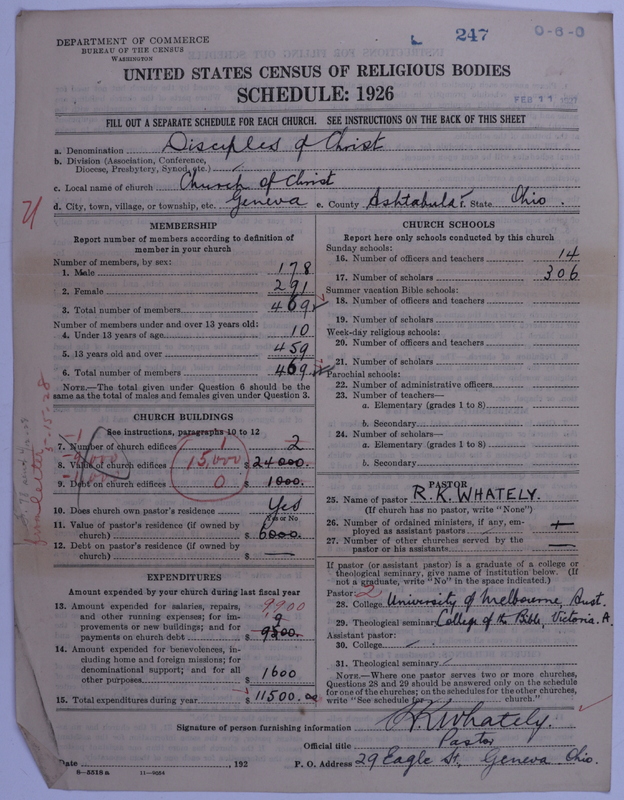 247
0-6-0
DEPARTMENT OF COMMERCE
BUREAU OF THE CENSUS
WASHINGTON
UNITED STATES CENSUS OF RELIGIOUS BODIES
SCHEDULE: 1926
FEB 11 1927
FILL OUT A SEPARATE SCHEDULE FOR EACH CHURCH. SEE INSTRUCTIONS ON THE BACK OF THIS SHEET
a. Denomination Disciples of Christ
b. Division (Association, Conference, Diocese, Presbytery, Synod, etc.)
c. Local name of church Church of Christ
d. City, town, village, or township, etc. Geneva e. County Ashtabula f. State Ohio.
MEMBERSHIP
Report number of members according to definition of member in your church
Number of members, by sex:
1. Male 178
2. Female 291
3. Total number of members 469
Number of members under and over 13 years old:
4. Under 13 years of age 10
5. 13 years old and over 459
6. Total number of members 469
NOTE.—The total given under Question 6 should be the same as the total of males and females given under Question 3.
CHURCH BUILDINGS
See instructions, paragraphs 10 to 12
7. Number of church edifices 1 2
8. Value of church edifices 15,000 $ 24000.
9. Debt on church edifices 0 $ 1000.
10. Does church own pastor's residence? Yes
Yes or No
11. Value of pastor's residence (if owned by church) $ 6000.
12. Debt on pastor's residence (if owned by church) $ —
EXPENDITURES
Amount expended by your church during last fiscal year
13. Amount expended for salaries, repairs, and other running expenses; for improvements or new buildings; and for payments on church debt 9900 $ 9500.
14. Amount expended for benevolences, including home and foreign missions; for denominational support; and for all other purposes $ 1600
15. Total expenditures during year $ 11500.00
CHURCH SCHOOLS
Report here only schools conducted by this church
Sunday schools:
16. Number of officers and teachers 14
17. Number of scholars 306
Summer vacation Bible schools:
18. Number of officers and teachers
19. Number of scholars
Week-day religious schools:
20. Number of officers and teachers
21. Number of scholars
Parochial schools:
22. Number of administrative officers
23. Number of teachers—
a. Elementary (grades 1 to 8)
b. Secondary
24. Number of scholars—
a. Elementary (grades 1 to 8)
b. Secondary
PASTOR
25. Name of pastor R.K. WHATELY.
(If church has no pastor, write "None")
26. Number of ordained ministers, if any, employed as assistant pastors
27. Number of other churches served by the pastor or his assistants —
If pastor (or assistant pastors) is a graduate of a college or theological seminary, give name of institution below. (If not a graduate, write "No" in the space indicated.)
Pastor: 2
28. College University of Melbourne, Aust.
29. Theological seminary College of the Bible, Victoria. A.
Assistant pastor:
30. College
31. Theological seminary
NOTE.—Where one pastor serves two or more churches, Questions 28 and 29 should be answered only on the schedule for one of the churches; on the schedules for the other churches, write "See schedule for church."
Signature of person furnishing information RKWhately.
Official title Pastor
Date , 192 P. O. Address 29 Eagle St, Geneva Ohio.
8—5518a 11—9054